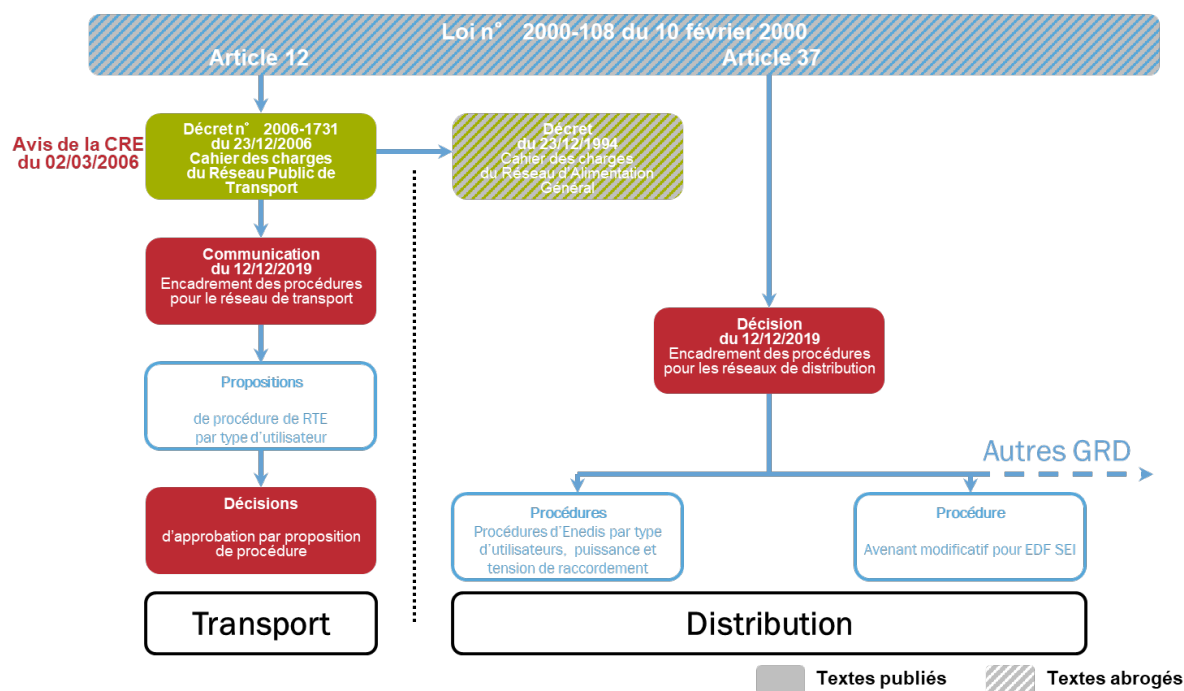 Loi n° 2000-108 du 10 février 2000
Article 12
Article 37
Avis de la CRE
du 02/03/2006
Décret n° 2006-1731
du 23/12/2006
Cahier des charges
du Réseau Public de
Transport
Décret
du 23/12/1994
Cahier des charges
du Réseau d'Alimentation
Général
Communication
du 12/12/2019
Encadrement des procédures
pour le réseau de transport
Décision
du 12/12/2019
Encadrement des procédures
pour les réseaux de distribution
Propositions
de procédure de RTE
par type d'utilisateur
Autres GRD
Décisions
d'approbation par proposition
de procédure
Procédures
Procédures d'Enedis par type
d'utilisateurs, puissance et
tension de raccordement
Procédure
Avenant modificatif pour EDF SEI
Transport
Distribution
Textes publiés
Textes abrogés